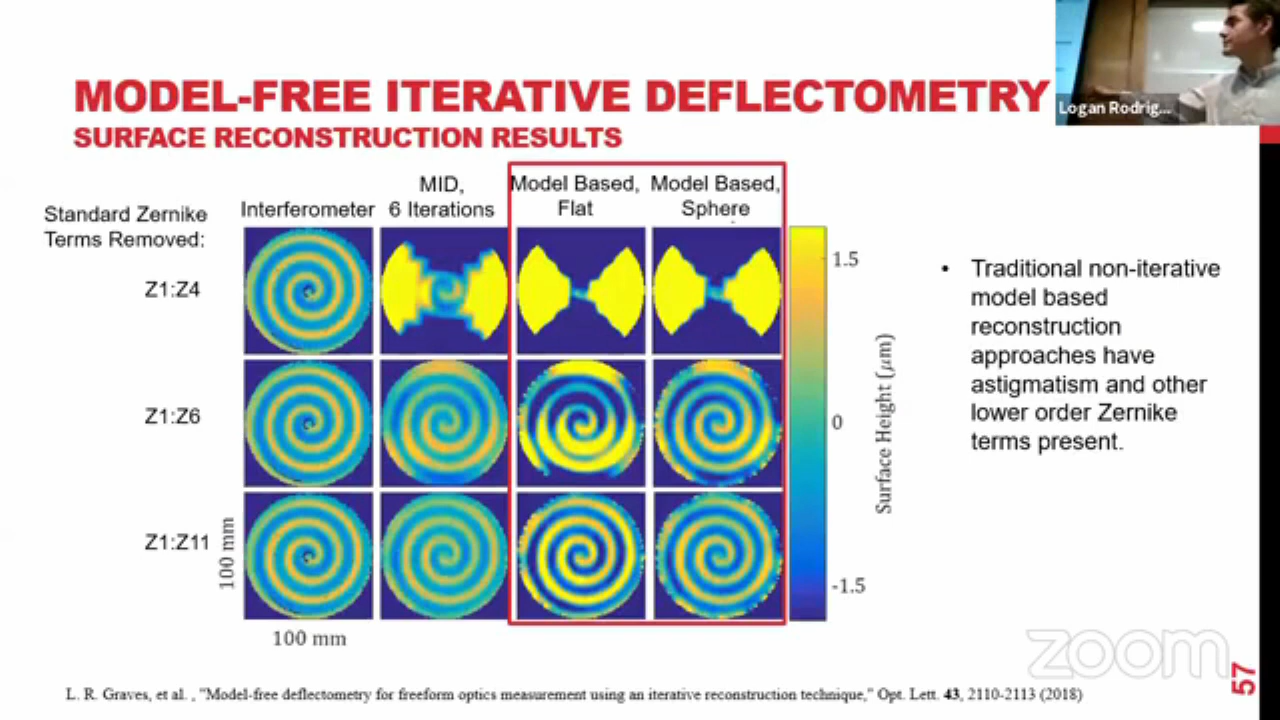 MODEL-FREE ITERATIVE DEFLECTOMETRY
SURFACE RECONSTRUCTION RESULTS
Logan Rodrig...
Standard Zernike
Terms Removed:
Interferometer
MID,
6 Iterations
Model Based,
Flat
Model Based,
Sphere
Z1:Z4
Z1:Z6
Z1:Z11
100 mm
100 mm
1.5
0
-1.5
Surface Height (μm)
• Traditional non-iterative
model based
reconstruction
approaches have
astigmatism and other
lower order Zernike
terms present.
zoom
57
L. R. Graves, et al. , "Model-free deflectometry for freeform optics measurement using an iterative reconstruction technique," Opt. Lett. 43, 2110-2113 (2018)